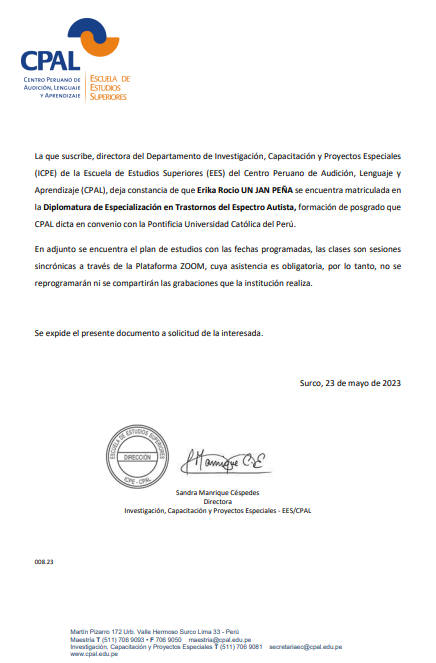 CPAL
CENTRO PERUANO DE
AUDICIÓN, LENGUAJE
Y APRENDIZAJE
ESCUELA DE
ESTUDIOS
SUPERIORES
La que suscribe, directora del Departamento de Investigación, Capacitación y Proyectos Especiales
(ICPE) de la Escuela de Estudios Superiores (EES) del Centro Peruano de Audición, Lenguaje y
Aprendizaje (CPAL), deja constancia de que Erika Rocio UN JAN PEÑA se encuentra matriculada en
la Diplomatura de Especialización en Trastornos del Espectro Autista, formación de posgrado que
CPAL dicta en convenio con la Pontificia Universidad Católica del Perú.
En adjunto se encuentra el plan de estudios con las fechas programadas, las clases son sesiones
sincrónicas a través de la Plataforma ZOOM, cuya asistencia es obligatoria, por lo tanto, no se
reprogramarán ni se compartirán las grabaciones que la institución realiza.
Se expide el presente documento a solicitud de la interesada.
Surco, 23 de mayo de 2023
ESCUELA DE ESTUDIOS SUPERIORES
DIRECCIÓN
ICPE - CPAL
SManrique C.E
Sandra Manrique Céspedes
Directora
Investigación, Capacitación y Proyectos Especiales - EES/CPAL
008.23
Martín Pizarro 172 Urb. Valle Hermoso Surco Lima 33 - Perú
Maestría T (511) 706 9093 • F 706 9050 maestria@cpal.edu.pe
Investigación, Capacitación y Proyectos Especiales T (511) 706 9081 secretariaec@cpal.edu.pe
www.cpal.edu.pe